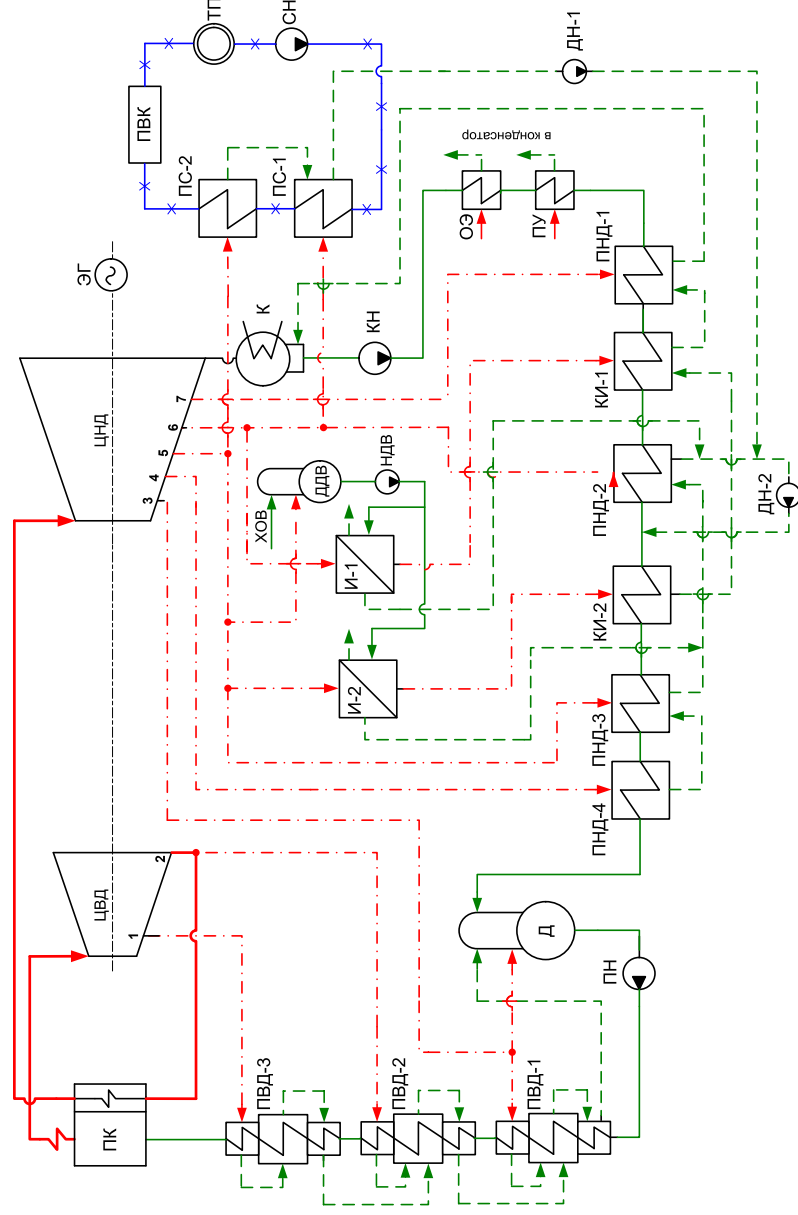 ТП
СН
ДН-1
ПВК
ПС-2
ПС-1
в конденсатор
ОЭ
ПУ
ПНД-1
ЭГ
К
КН
КИ-1
ЦНД
7
6
5
4
3
ДДВ
НДВ
ХОВ
ПНД-2
ДН-2
И-1
КИ-2
И-2
ПНД-3
ПНД-4
ЦВД
2
1
Д
ПН
ПК
ПВД-3
ПВД-2
ПВД-1